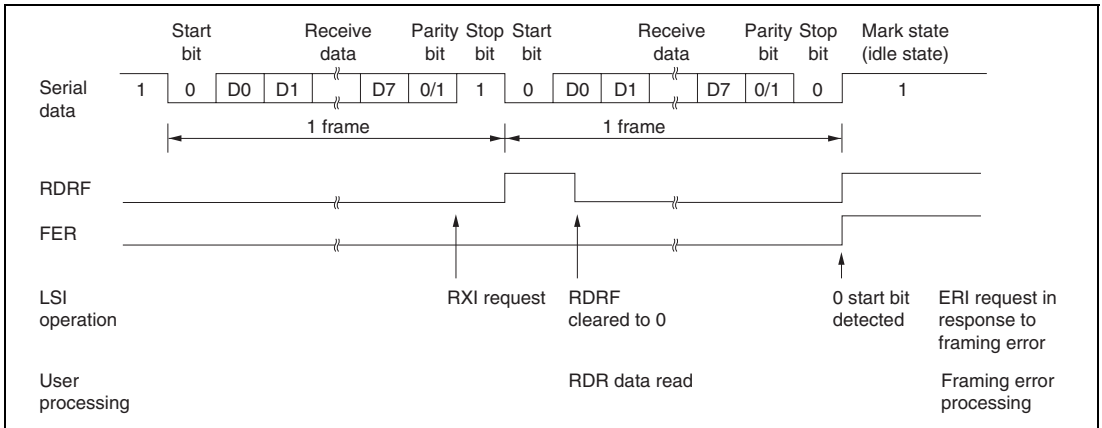 Start bit Receive data Parity bit Stop bit Start bit Receive data Parity bit Stop bit Mark state (idle state)
Serial data 1 0 D0 D1 D7 0/1 1 0 D0 D1 D7 0/1 0 1
1 frame 1 frame
RDRF
FER
LSI operation RXI request RDRF cleared to 0 0 start bit detected ERI request in response to framing error
User processing RDR data read Framing error processing